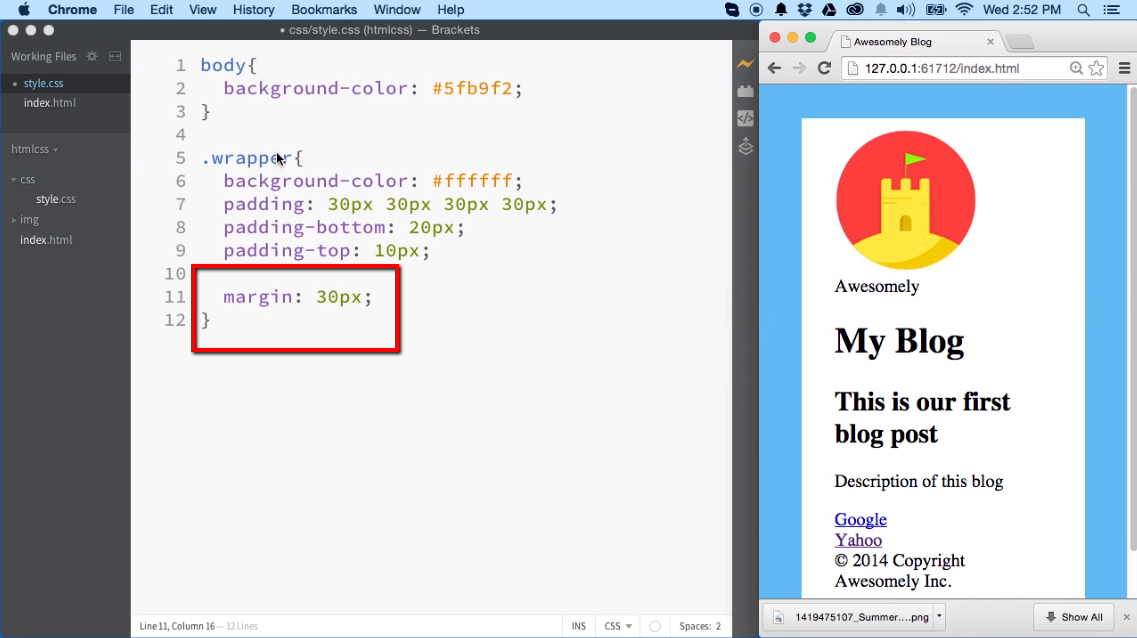 Chrome File Edit View History Bookmarks Window Help Wed 2:52 PM
• css/style.css (htmlcss) — Brackets
Working Files
• style.css
index.html
htmlcss
css
style.css
img
index.html
1 body{
2 background-color: #5fb9f2;
3 }
4
5 .wrapper{
6 background-color: #ffffff;
7 padding: 30px 30px 30px 30px;
8 padding-bottom: 20px;
9 padding-top: 10px;
10
11 margin: 30px;
12 }
Line 11, Column 16 — 12 Lines
INS CSS Spaces: 2
Awesomely Blog
127.0.0.1:61712/index.html
Awesomely
My Blog
This is our first
blog post
Description of this blog
Google
Yahoo
© 2014 Copyright
Awesomely Inc.
1419475107_Summer....png
Show All